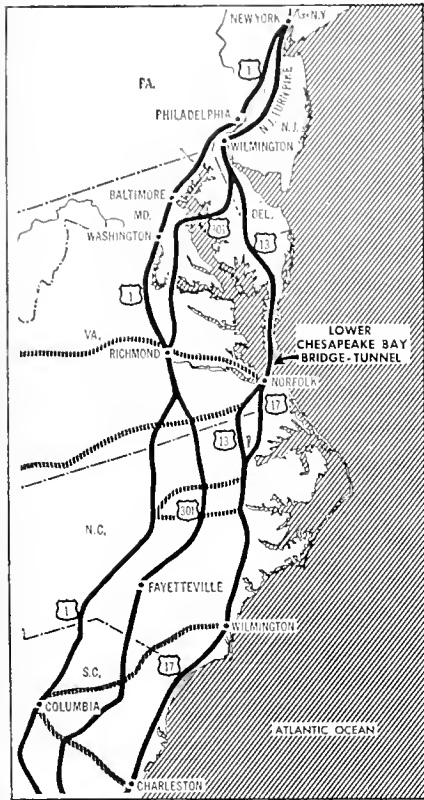 NEW YORK
N.Y.
1
PA.
N.J. TURNPIKE
N.J.
PHILADELPHIA
WILMINGTON
BALTIMORE
MD.
DEL.
301
13
WASHINGTON
1
LOWER
CHESAPEAKE BAY
BRIDGE-TUNNEL
VA.
RICHMOND
NORFOLK
17
13
301
N.C.
FAYETTEVILLE
1
WILMINGTON
17
S.C.
COLUMBIA
ATLANTIC OCEAN
CHARLESTON